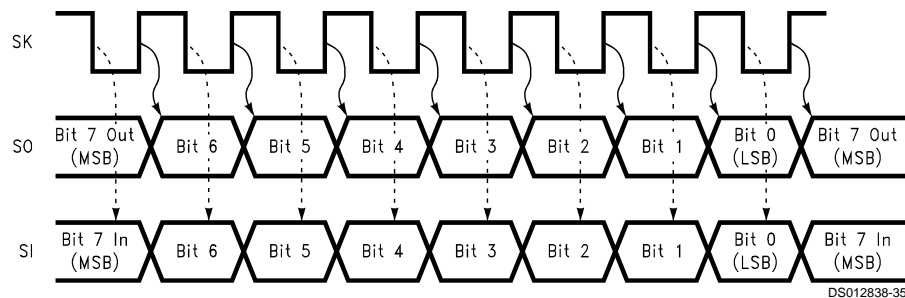 SK
SO
Bit 7 Out
(MSB)
Bit 6
Bit 5
Bit 4
Bit 3
Bit 2
Bit 1
Bit 0
(LSB)
Bit 7 Out
(MSB)
SI
Bit 7 In
(MSB)
Bit 6
Bit 5
Bit 4
Bit 3
Bit 2
Bit 1
Bit 0
(LSB)
Bit 7 In
(MSB)
DS012838-35